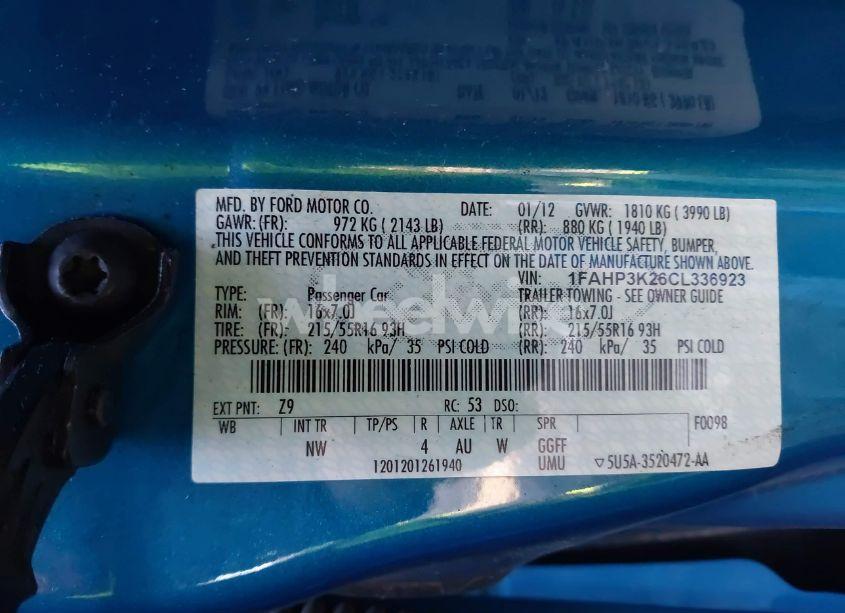 MFD. BY FORD MOTOR CO. DATE: 01/12 GVWR: 1810 KG ( 3990 LB)
GAWR: (FR): 972 KG ( 2143 LB) (RR): 880 KG ( 1940 LB)
THIS VEHICLE CONFORMS TO ALL APPLICABLE FEDERAL MOTOR VEHICLE SAFETY, BUMPER,
AND THEFT PREVENTION STANDARDS IN EFFECT ON THE DATE OF MANUFACTURE SHOWN ABOVE.
VIN: 1FAHP3K26CL336923
TYPE: Passenger Car TRAILER TOWING - SEE OWNER GUIDE
RIM: (FR): 16x7.0J (RR): 16x7.0J
TIRE: (FR): 215/55R16 93H (RR): 215/55R16 93H
PRESSURE: (FR): 240 kPa/ 35 PSI COLD (RR): 240 kPa/ 35 PSI COLD
EXT PNT: Z9 RC: 53 DSO:
WB INT TR TP/PS R AXLE TR SPR F0098
NW 4 AU W GGFF
1201201261940 UMU ▽5U5A-3520472-AA